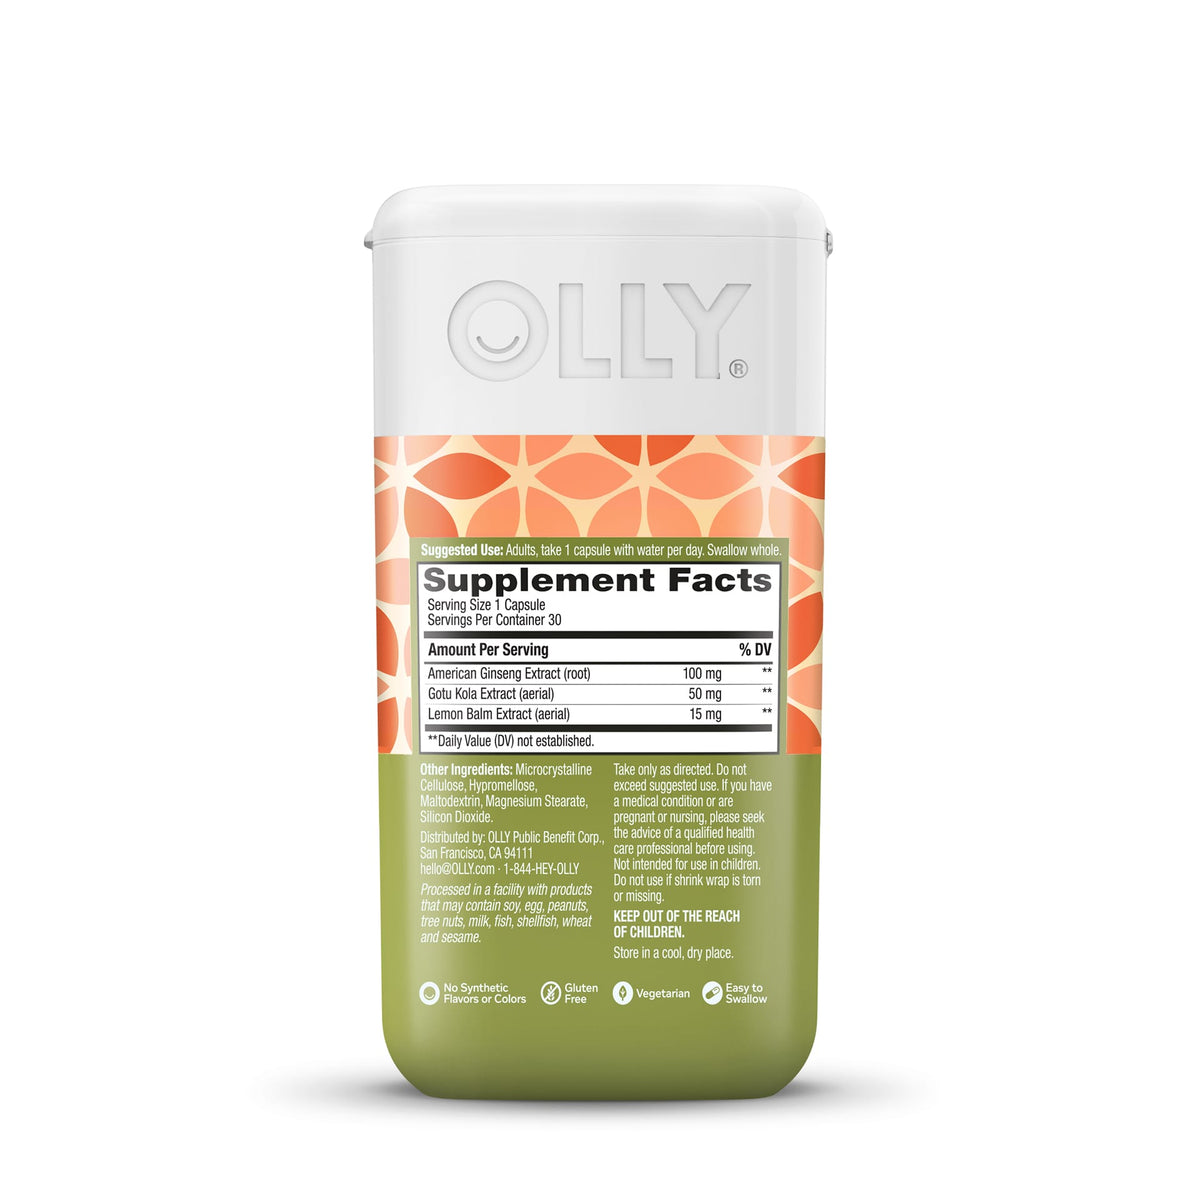 OLLY®
Suggested Use: Adults, take 1 capsule with water per day. Swallow whole.
Supplement Facts
Serving Size 1 Capsule
Servings Per Container 30
Amount Per Serving % DV
American Ginseng Extract (root) 100 mg **
Gotu Kola Extract (aerial) 50 mg **
Lemon Balm Extract (aerial) 15 mg **
**Daily Value (DV) not established.
Other Ingredients: Microcrystalline
Cellulose, Hypromellose,
Maltodextrin, Magnesium Stearate,
Silicon Dioxide.
Distributed by: OLLY Public Benefit Corp.,
San Francisco, CA 94111
hello@OLLY.com · 1-844-HEY-OLLY
Processed in a facility with products
that may contain soy, egg, peanuts,
tree nuts, milk, fish, shellfish, wheat
and sesame.
Take only as directed. Do not
exceed suggested use. If you have
a medical condition or are
pregnant or nursing, please seek
the advice of a qualified health
care professional before using.
Not intended for use in children.
Do not use if shrink wrap is torn
or missing.
KEEP OUT OF THE REACH
OF CHILDREN.
Store in a cool, dry place.
No Synthetic
Flavors or Colors
Gluten
Free
Vegetarian
Easy to
Swallow